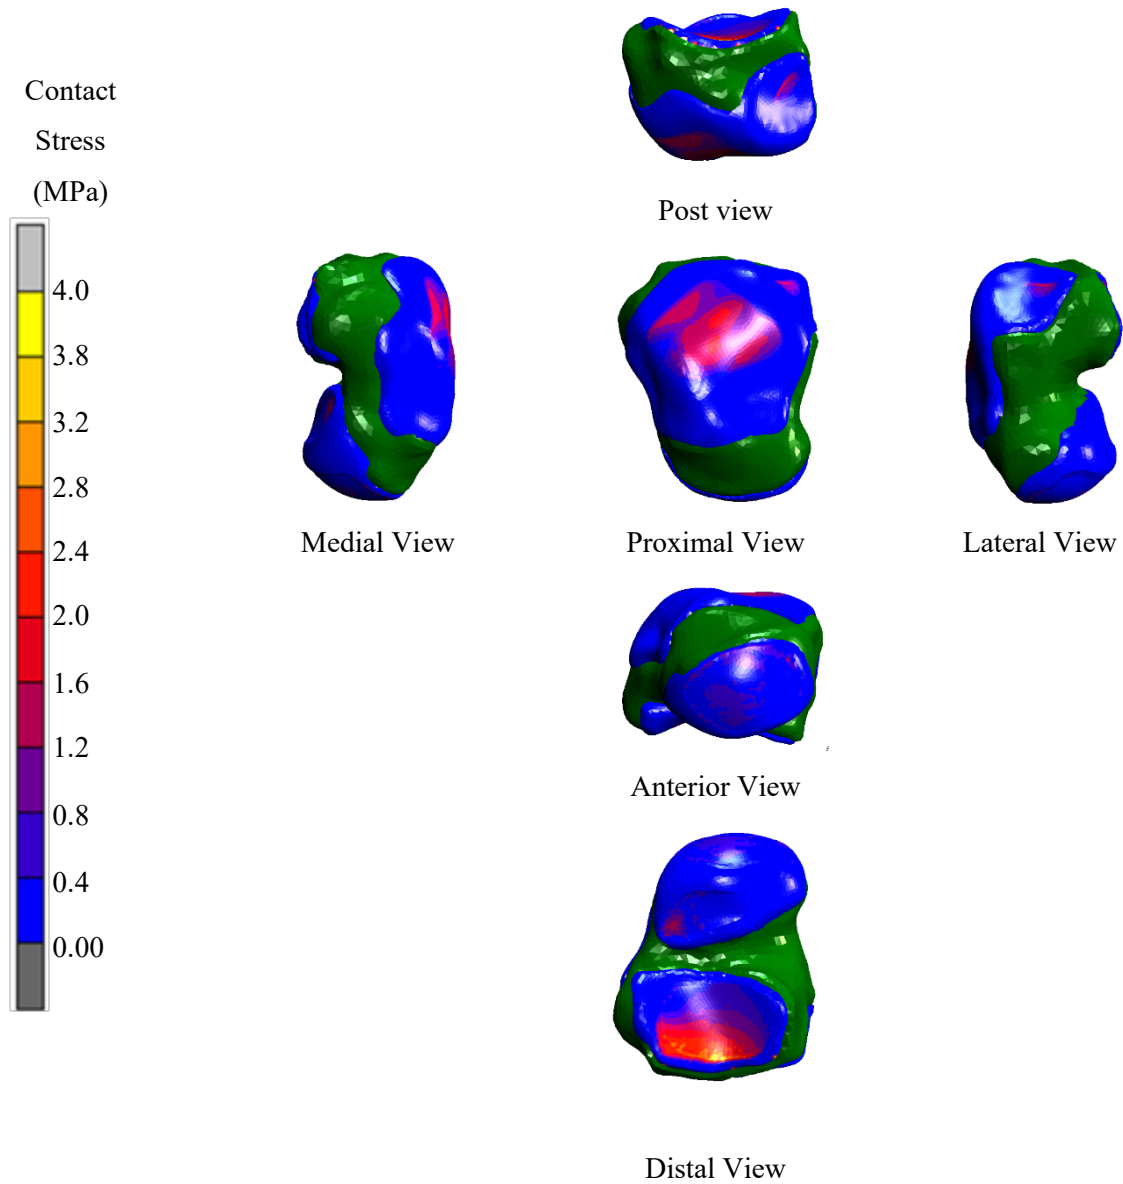 Contact
Stress
(MPa)
4.0
3.8
3.2
2.8
2.4
2.0
1.6
1.2
0.8
0.4
0.00
Post view
Medial View
Proximal View
Lateral View
Anterior View
Distal View